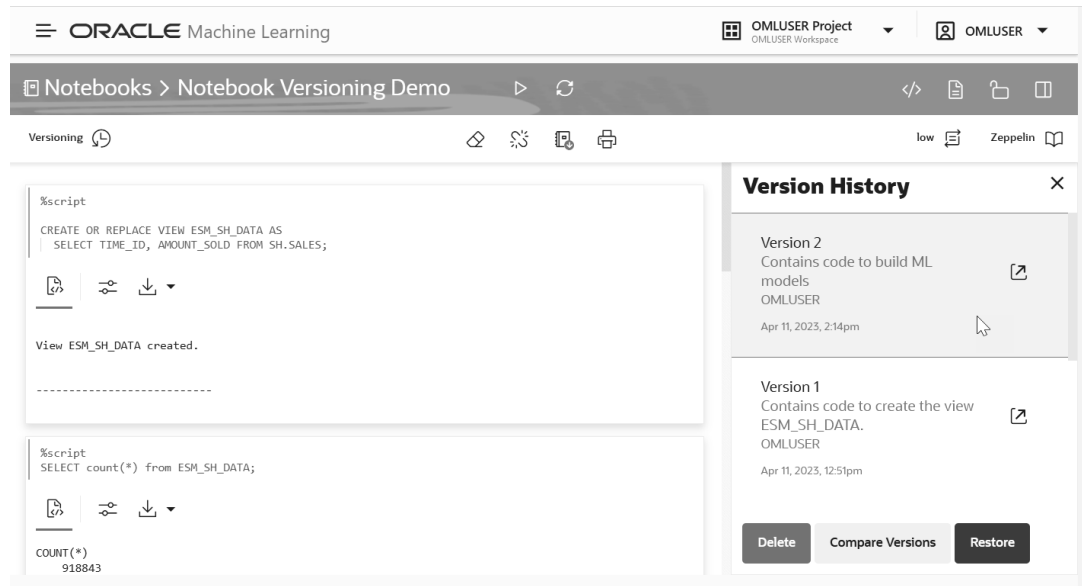 ORACLE Machine Learning
OMLUSER Project
OMLUSER Workspace
OMLUSER
Notebooks > Notebook Versioning Demo
</>
Versioning
low
Zeppelin
%script
CREATE OR REPLACE VIEW ESM_SH_DATA AS
SELECT TIME_ID, AMOUNT_SOLD FROM SH.SALES;
View ESM_SH_DATA created.
---------------------------
%script
SELECT count(*) from ESM_SH_DATA;
COUNT(*)
918843
Version History
Version 2
Contains code to build ML
models
OMLUSER
Apr 11, 2023, 2:14pm
Version 1
Contains code to create the view
ESM_SH_DATA.
OMLUSER
Apr 11, 2023, 12:51pm
Delete
Compare Versions
Restore